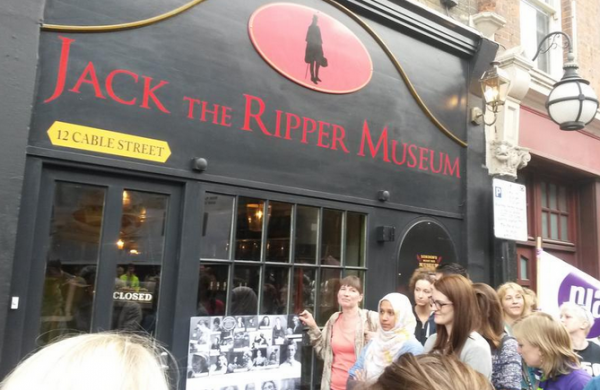 JACK THE RIPPER MUSEUM
12 CABLE STREET
CLOSED